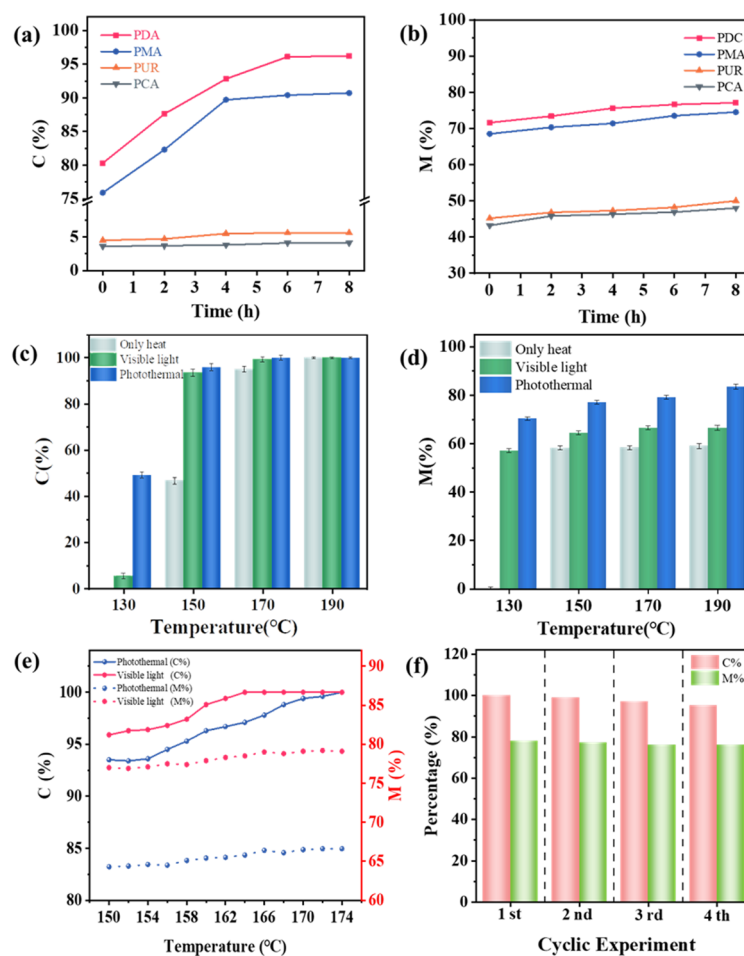 (a)
PDA
PMA
PUR
PCA
100
95
90
85
80
75
5
0
C (%)
0 1 2 3 4 5 6 7 8
Time (h)
(b)
PDC
PMA
PUR
PCA
100
90
80
70
60
50
40
30
M (%)
0 1 2 3 4 5 6 7 8
Time (h)
(c)
Only heat
Visible light
Photothermal
100
80
60
40
20
0
C(%)
130 150 170 190
Temperature(°C)
(d)
Only heat
Visible light
Photothermal
100
80
60
40
20
0
M(%)
130 150 170 190
Temperature(°C)
(e)
Photothermal (C%)
Visible light (C%)
Photothermal (M%)
Visible light (M%)
100
95
90
85
80
C (%)
90
85
80
75
70
65
60
M (%)
150 154 158 162 166 170 174
Temperature (°C)
(f)
C%
M%
120
100
80
60
40
20
0
Percentage (%)
1 st 2 nd 3 rd 4 th
Cyclic Experiment